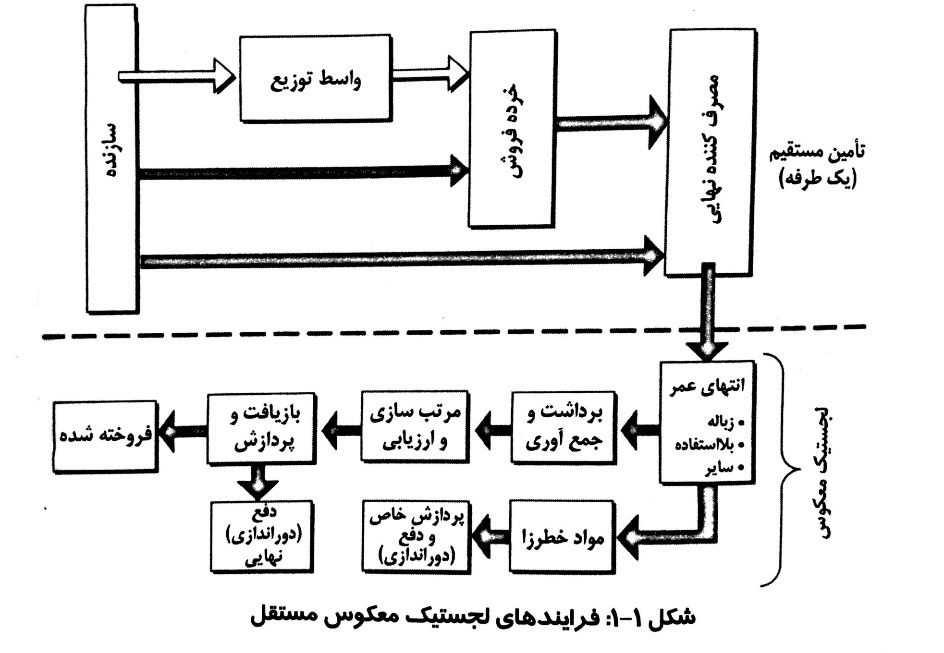 سازنده
واسط توزیع
خرده فروش
مصرف کننده نهایی
تأمین مستقیم
(یک طرفه)
انتهای عمر
• زباله
• بلااستفاده
• سایر
برداشت و
جمع آوری
مرتب سازی
و ارزیابی
بازیافت و
پردازش
فروخته شده
دفع
(دوراندازی)
نهایی
مواد خطرزا
پردازش خاص
و دفع
(دوراندازی)
لجستیک معکوس
شکل ۱-۱: فرایندهای لجستیک معکوس مستقل